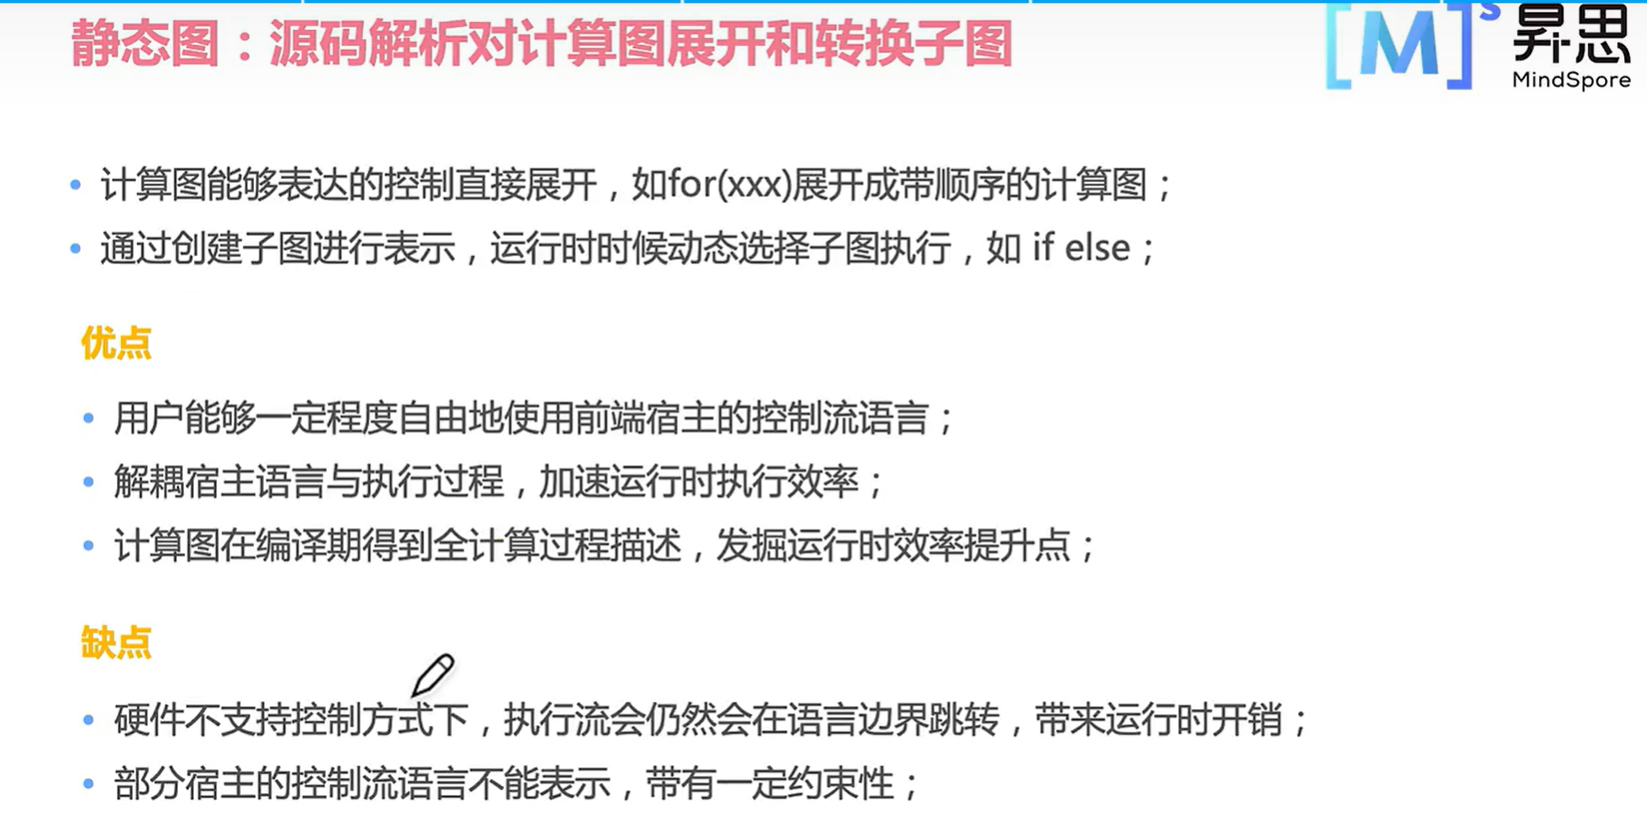 静态图：源码解析对计算图展开和转换子图
[M]s 昇思
MindSpore
计算图能够表达的控制直接展开，如for(xxx)展开成带顺序的计算图；
通过创建子图进行表示，运行时时候动态选择子图执行，如 if else；
优点
用户能够一定程度自由地使用前端宿主的控制流语言；
解耦宿主语言与执行过程，加速运行时执行效率；
计算图在编译期得到全计算过程描述，发掘运行时效率提升点；
缺点
硬件不支持控制方式下，执行流会仍然会在语言边界跳转，带来运行时开销；
部分宿主的控制流语言不能表示，带有一定约束性；